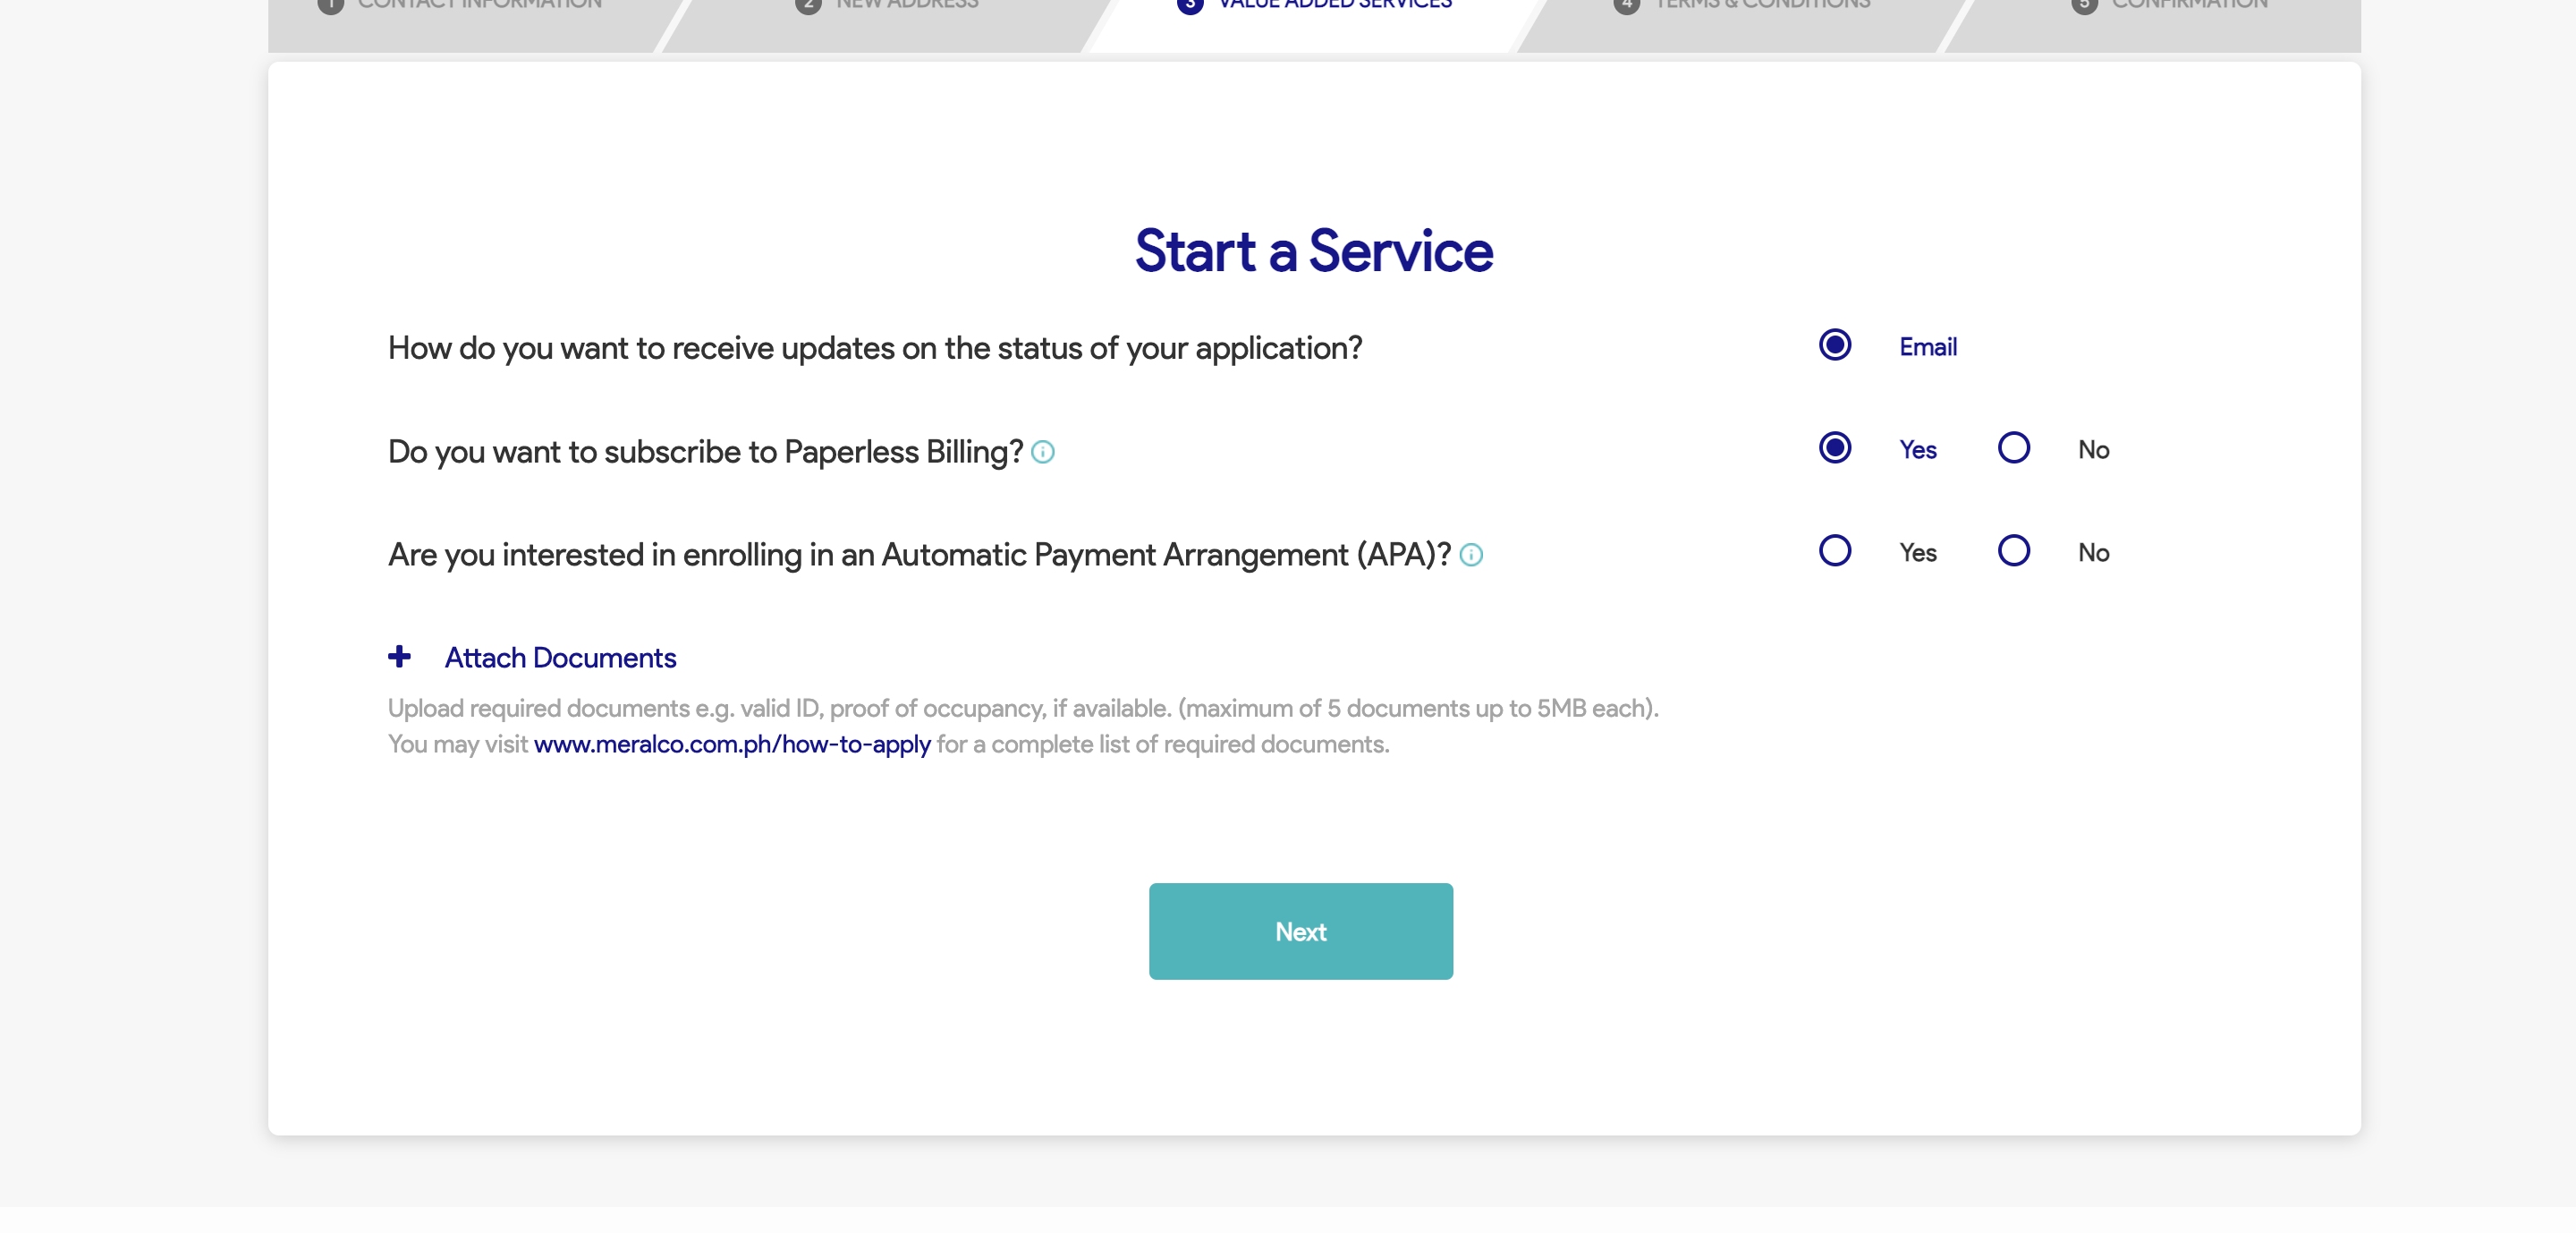 1 CONTACT INFORMATION 2 NEW ADDRESS 3 VALUE ADDED SERVICES 4 TERMS & CONDITIONS 5 CONFIRMATION
Start a Service
How do you want to receive updates on the status of your application? Email
Do you want to subscribe to Paperless Billing? Yes No
Are you interested in enrolling in an Automatic Payment Arrangement (APA)? Yes No
Attach Documents
Upload required documents e.g. valid ID, proof of occupancy, if available. (maximum of 5 documents up to 5MB each).
You may visit www.meralco.com.ph/how-to-apply for a complete list of required documents.
Next